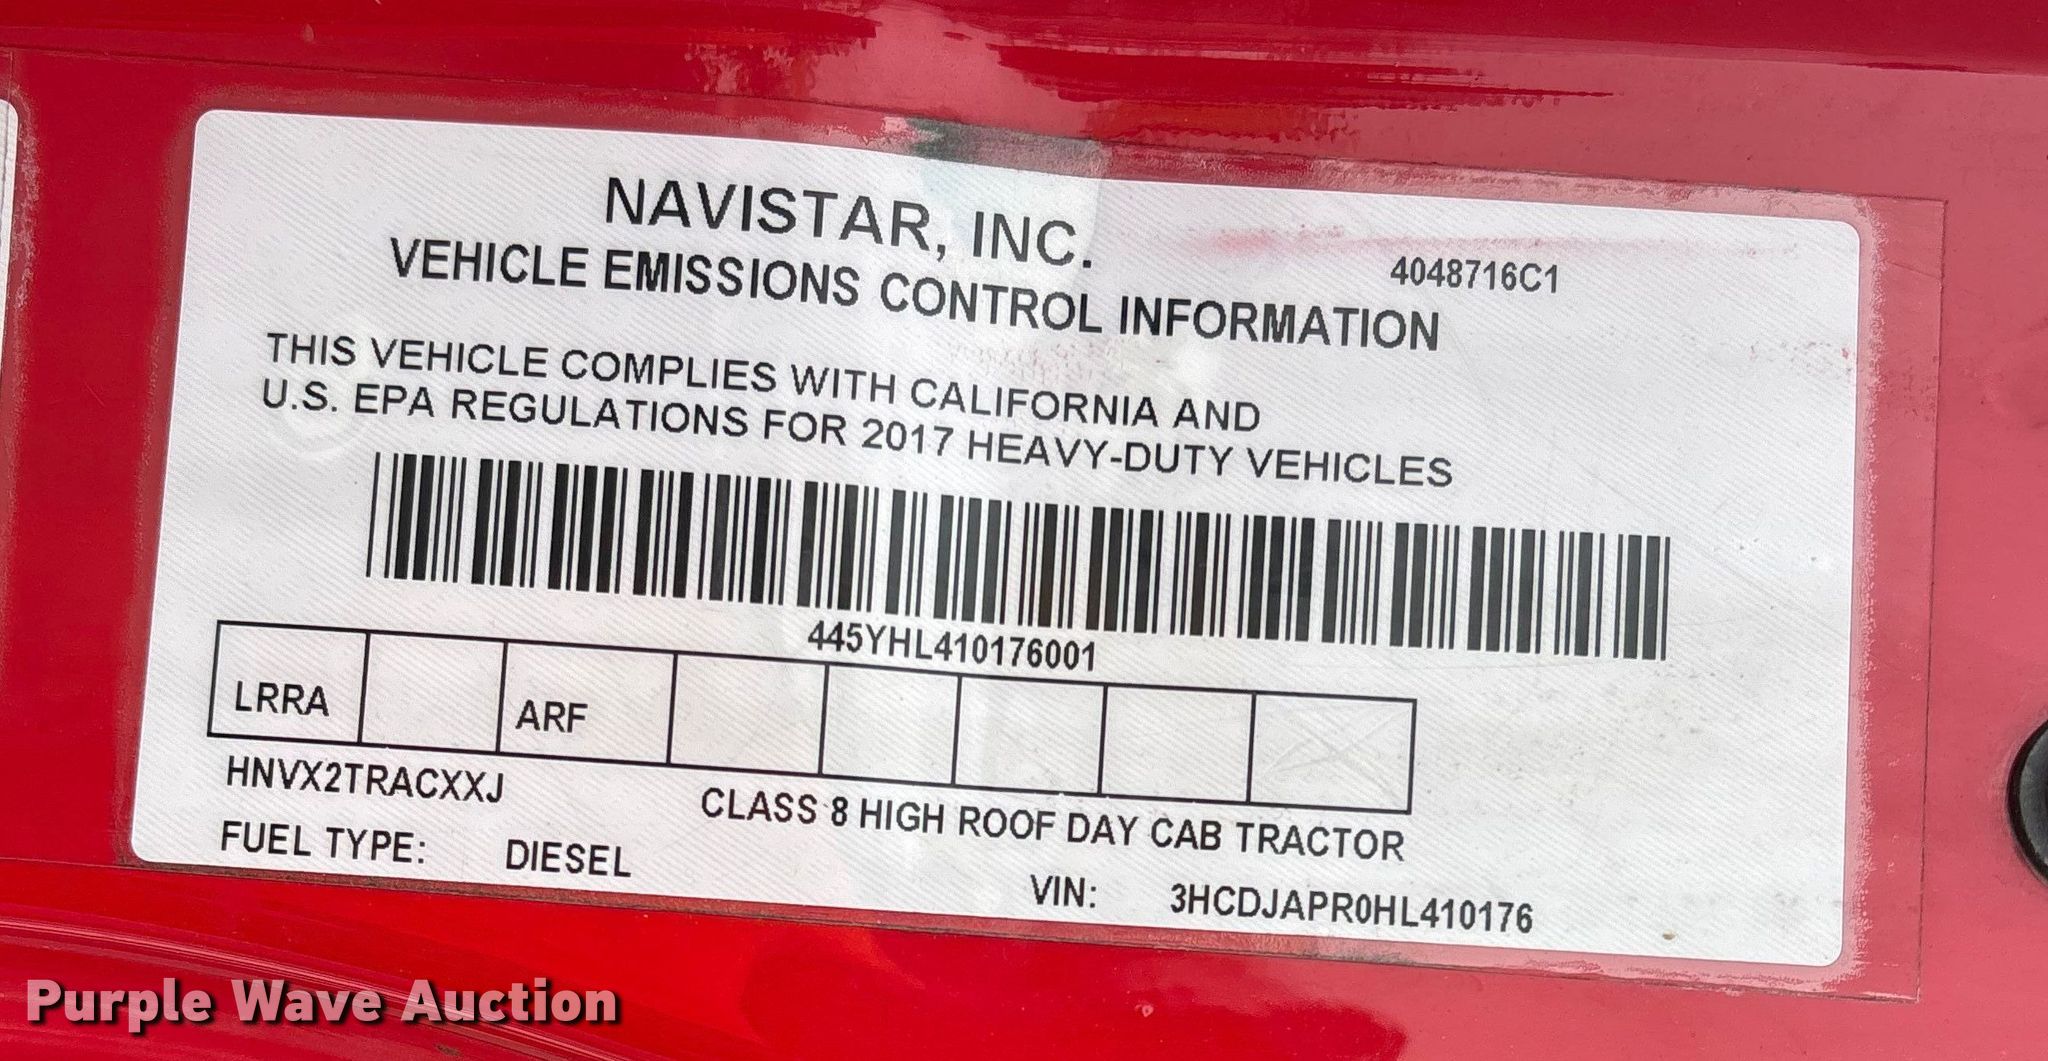 NAVISTAR, INC.
4048716C1
VEHICLE EMISSIONS CONTROL INFORMATION
THIS VEHICLE COMPLIES WITH CALIFORNIA AND
U.S. EPA REGULATIONS FOR 2017 HEAVY-DUTY VEHICLES
445YHL410176001
LRRA ARF
HNVX2TRACXXJ CLASS 8 HIGH ROOF DAY CAB TRACTOR
FUEL TYPE: DIESEL VIN: 3HCDJAPR0HL410176
Purple Wave Auction